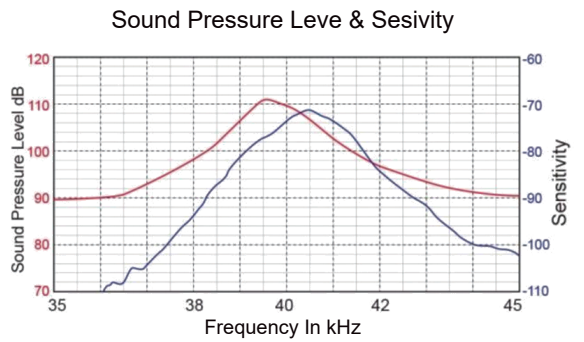 Sound Pressure Leve & Sesivity
120
110
100
90
80
70
Sound Pressure Level dB
-60
-70
-80
-90
-100
-110
Sensitivity
35 38 40 42 45
Frequency In kHz